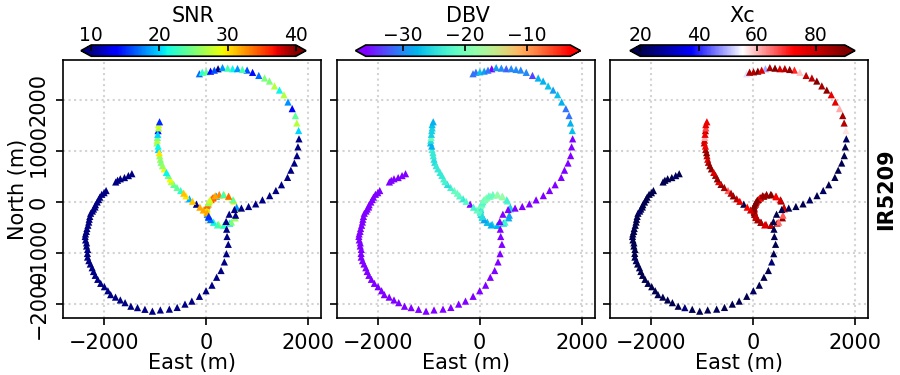 SNR DBV Xc
10 20 30 40 −30 −20 −10 20 40 60 80
North (m)
2000
1000
0
−1000
−2000
IR5209
−2000 0 2000 −2000 0 2000 −2000 0 2000
East (m) East (m) East (m)